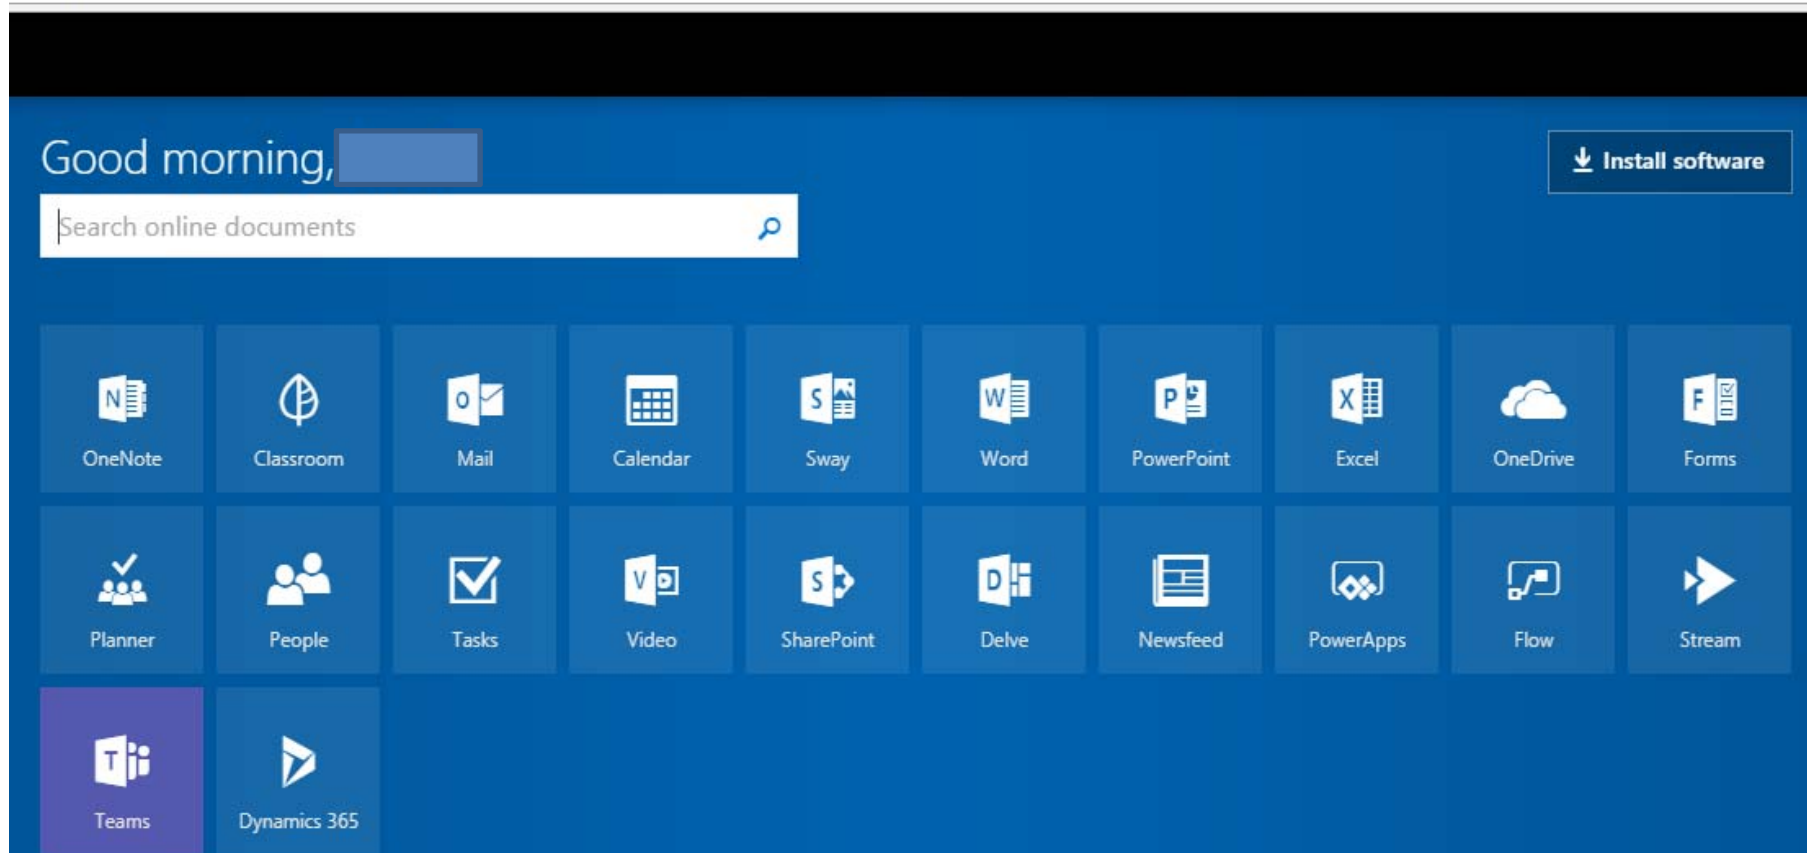 Good morning,
Install software
Search online documents
OneNote Classroom Mail Calendar Sway Word PowerPoint Excel OneDrive Forms
Planner People Tasks Video SharePoint Delve Newsfeed PowerApps Flow Stream
Teams Dynamics 365